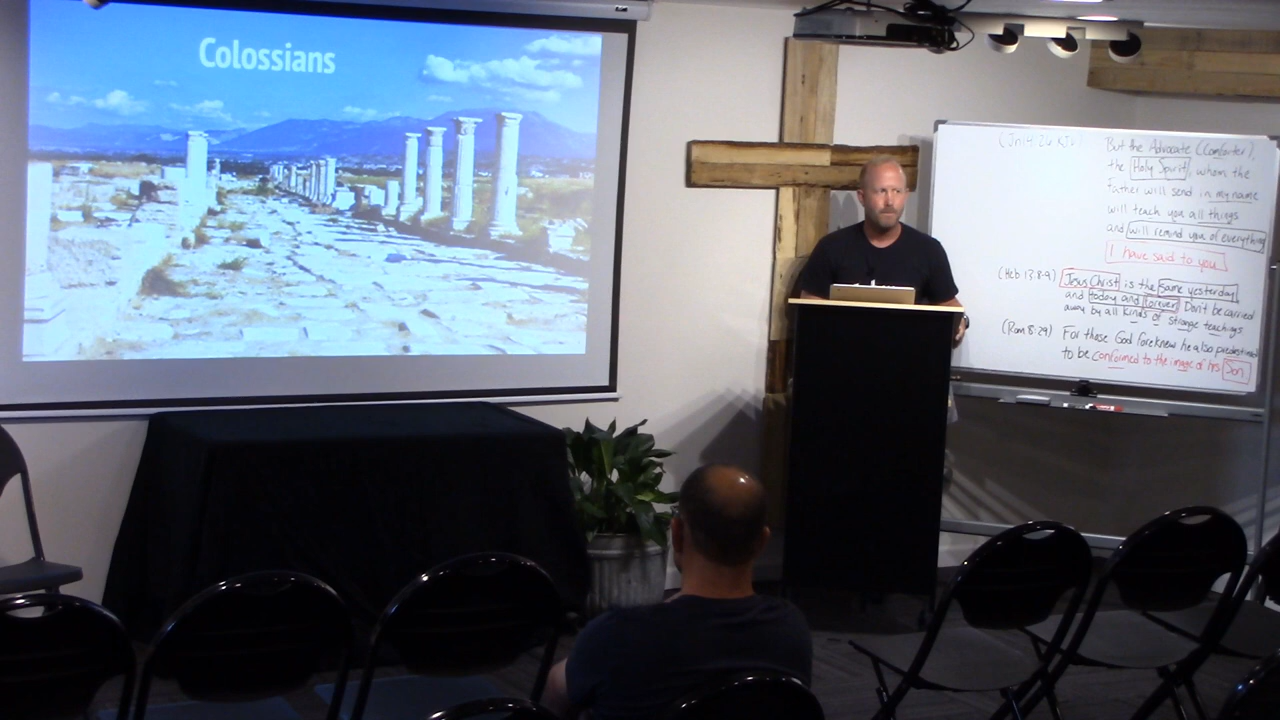 Colossians
(Jn 14:26 KJV) But the Advocate (Comforter),
the Holy Spirit, whom the
father will send in my name
will teach you all things
and will remind you of everything
I have said to you
(Heb 13:8-9) Jesus Christ is the same yesterday
and today and forever. Don't be carried
away by all kinds of strange teachings
(Rom 8:29) For those God foreknew he also predestined
to be conformed to the image of his Son